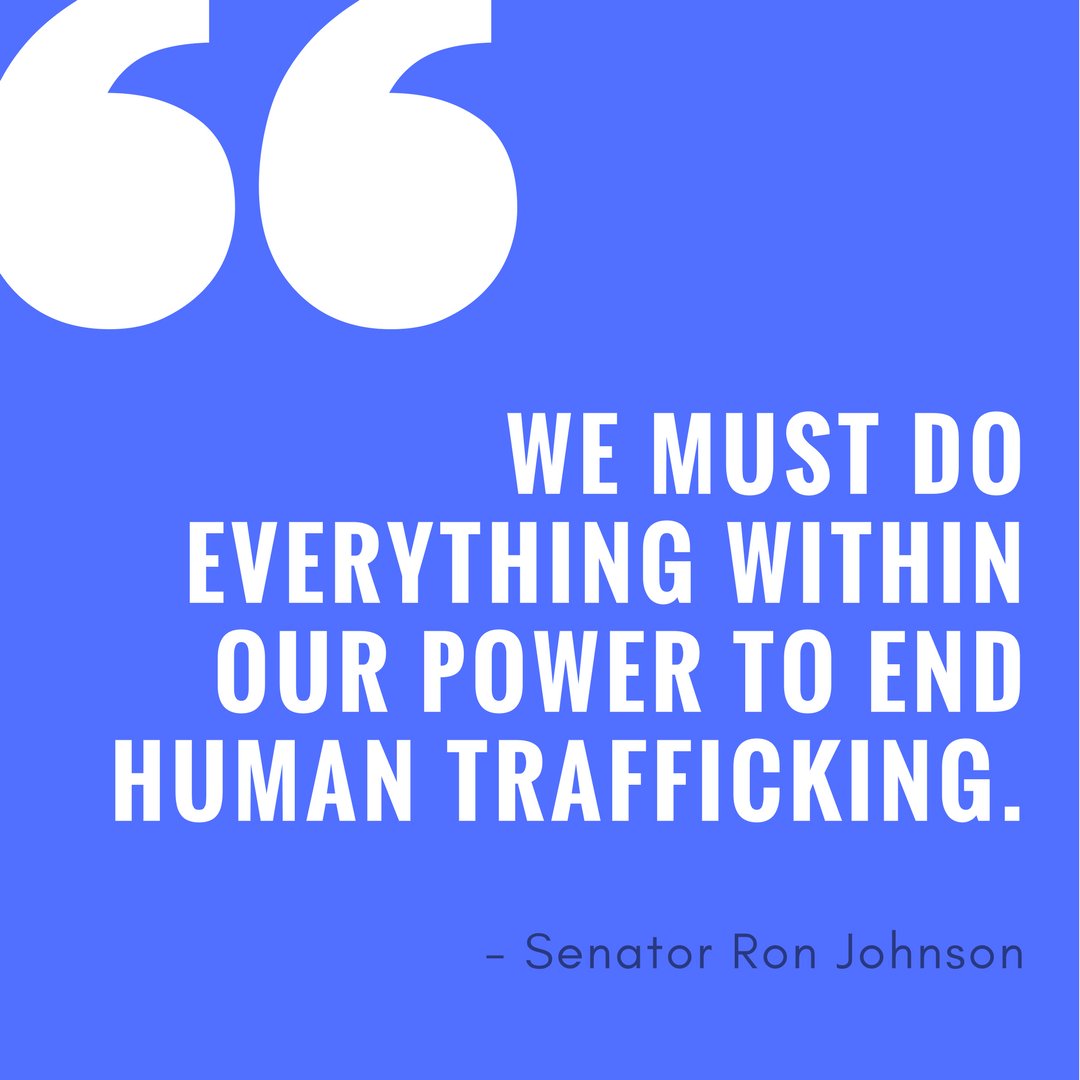 “
WE MUST DO
EVERYTHING WITHIN
OUR POWER TO END
HUMAN TRAFFICKING.
– Senator Ron Johnson